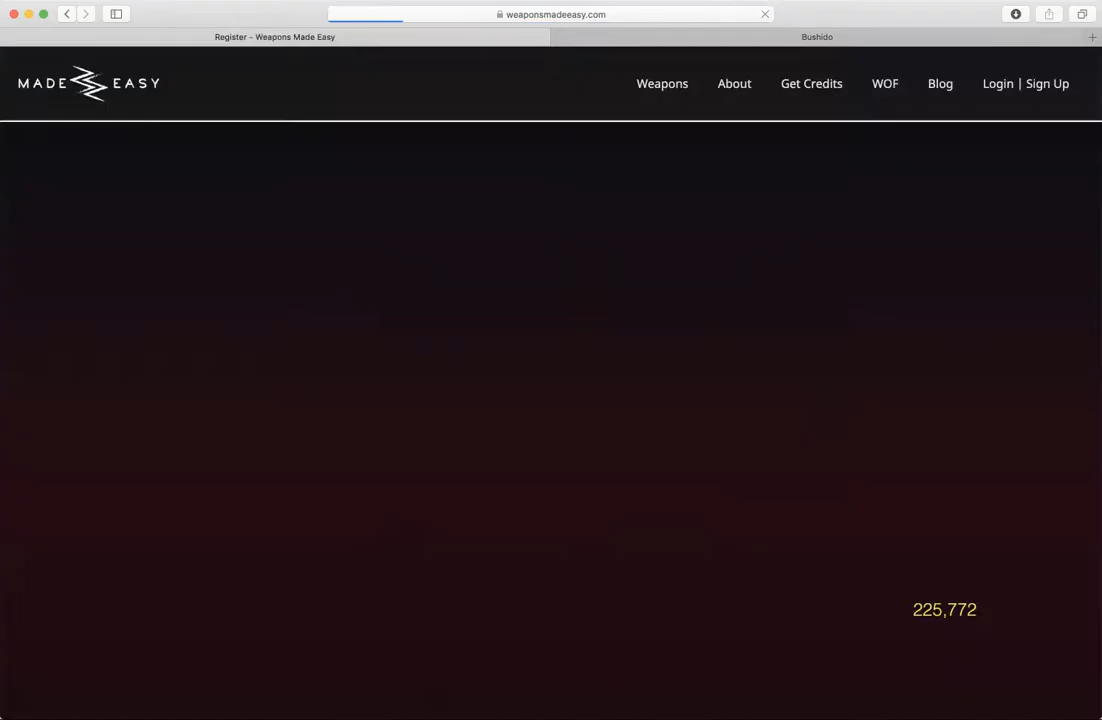 weaponsmadeeasy.com
Register – Weapons Made Easy
Bushido
MADE EASY
Weapons
About
Get Credits
WOF
Blog
Login | Sign Up
225,772